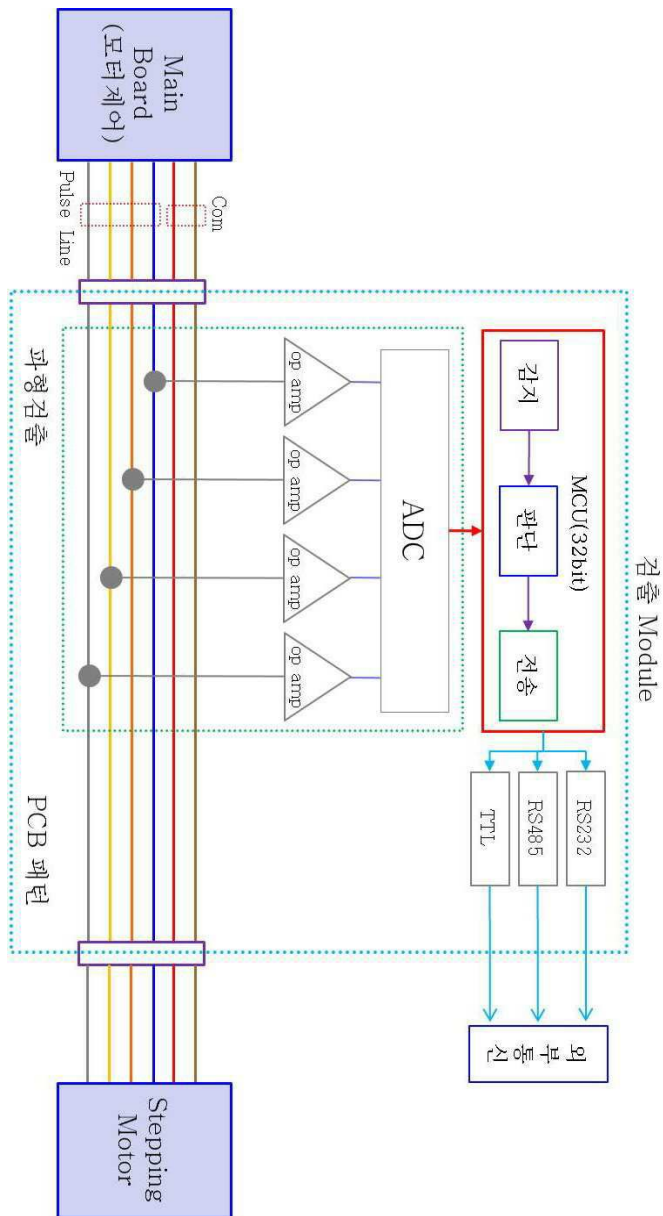 검출 Module
MCU(32bit)
감지
판단
전송
RS232
RS485
TTL
외부
통신
ADC
op amp
op amp
op amp
op amp
파형검출
PCB 패턴
Main
Board
(모터제어)
Com
Pulse Line
Stepping
Motor